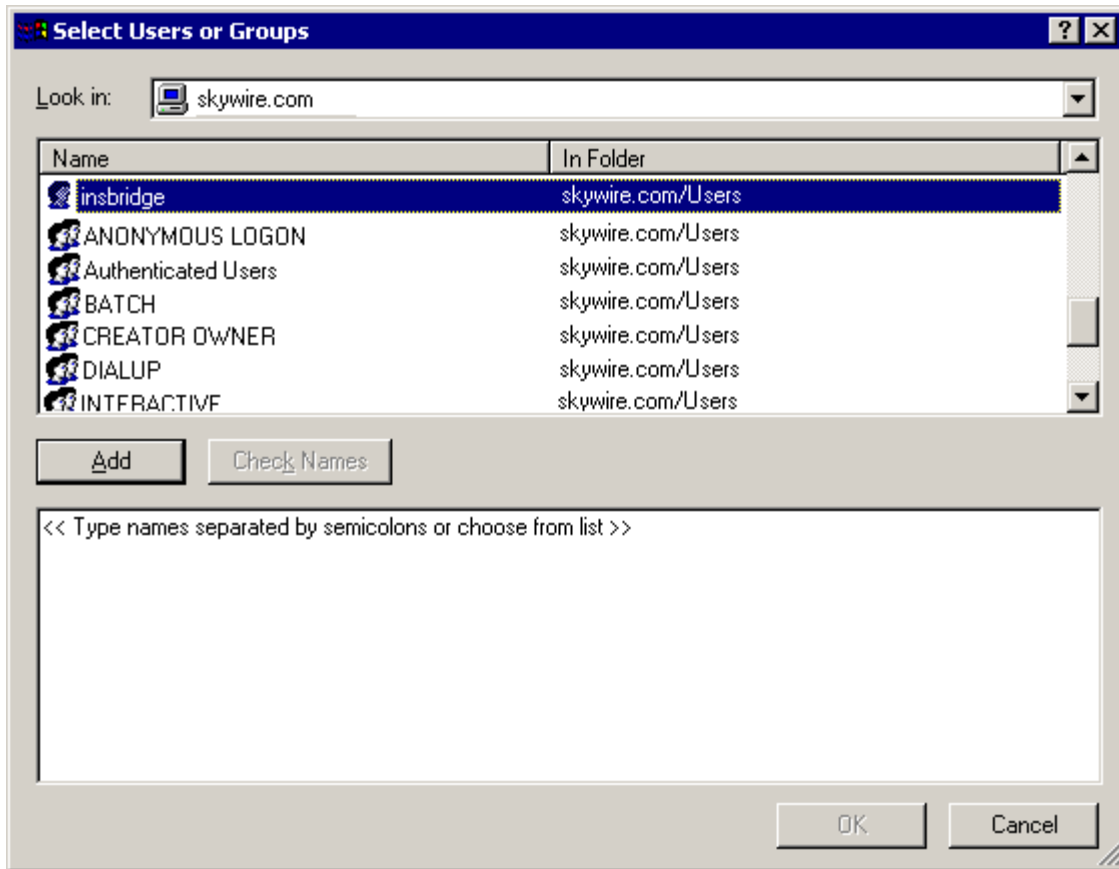 Select Users or Groups
Look in: skywire.com
Name In Folder
insbridge skywire.com/Users
ANONYMOUS LOGON skywire.com/Users
Authenticated Users skywire.com/Users
BATCH skywire.com/Users
CREATOR OWNER skywire.com/Users
DIALUP skywire.com/Users
INTERACTIVE skywire.com/Users
Add Check Names
<< Type names separated by semicolons or choose from list >>
OK Cancel